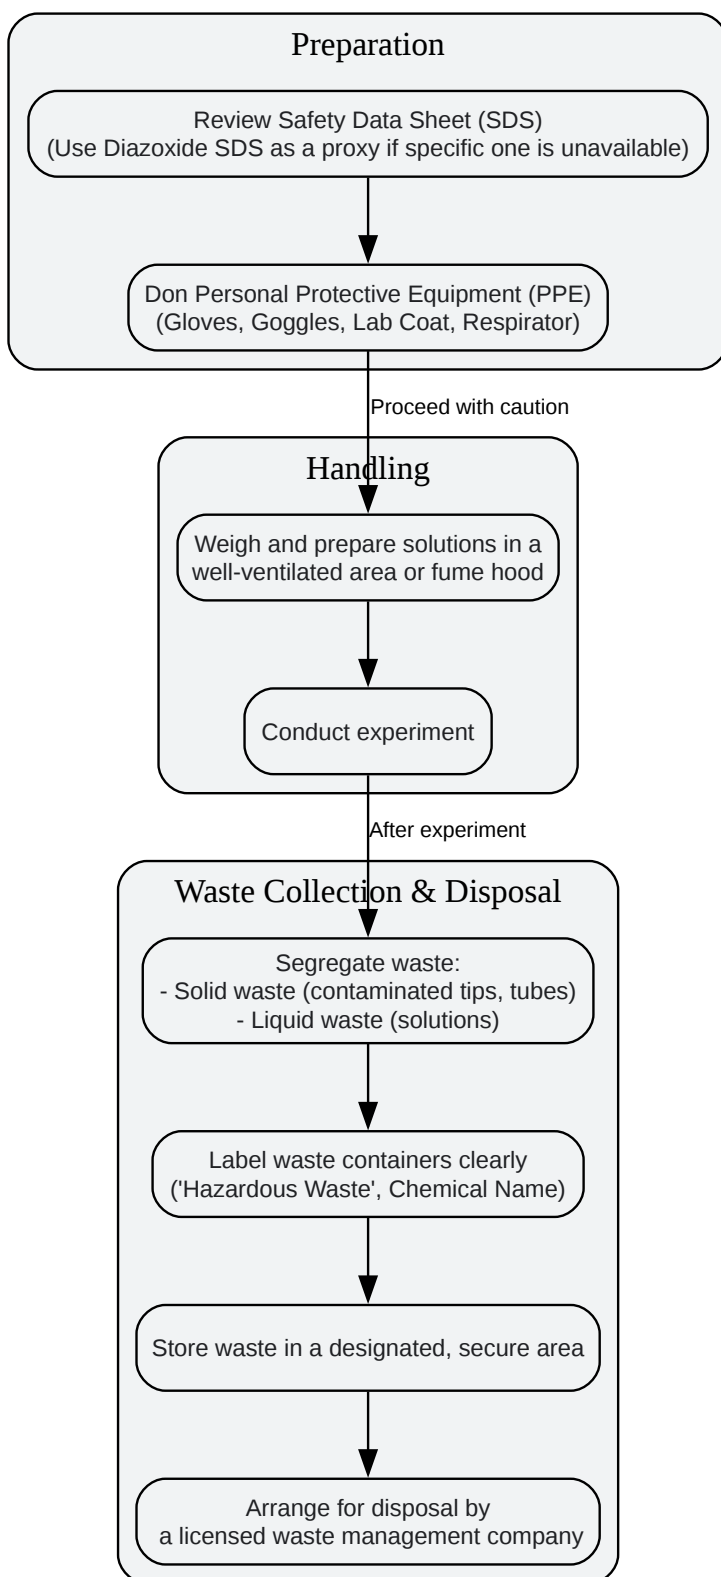 Preparation
Review Safety Data Sheet (SDS)
(Use Diazoxide SDS as a proxy if specific one is unavailable)
Don Personal Protective Equipment (PPE)
(Gloves, Goggles, Lab Coat, Respirator)
Proceed with caution
Handling
Weigh and prepare solutions in a
well-ventilated area or fume hood
Conduct experiment
After experiment
Waste Collection & Disposal
Segregate waste:
- Solid waste (contaminated tips, tubes)
- Liquid waste (solutions)
Label waste containers clearly
('Hazardous Waste', Chemical Name)
Store waste in a designated, secure area
Arrange for disposal by
a licensed waste management company